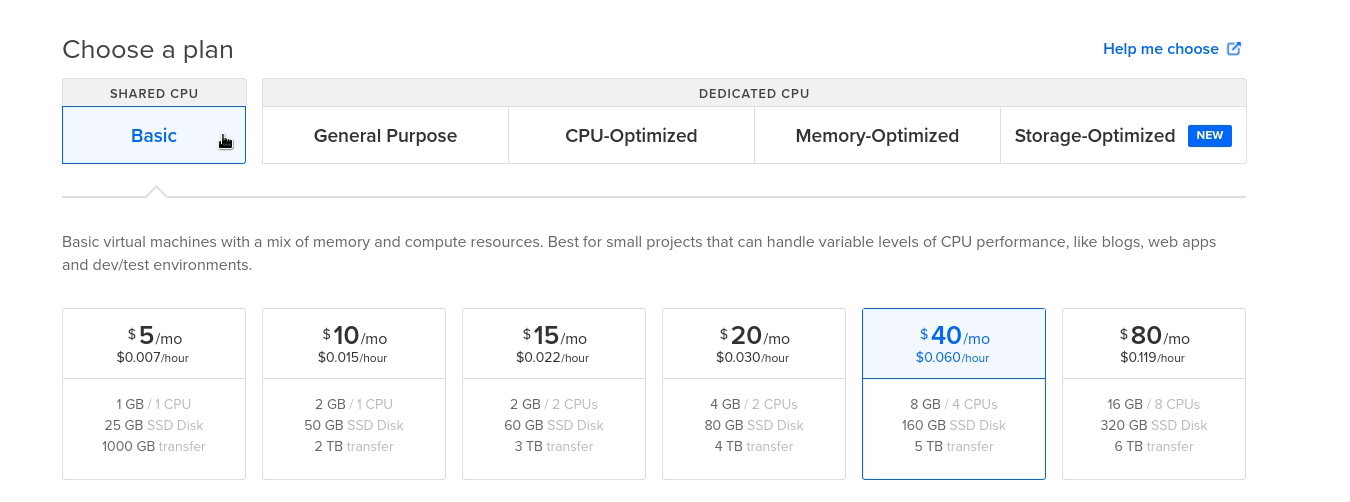 Choose a plan
Help me choose
SHARED CPU
DEDICATED CPU
Basic
General Purpose
CPU-Optimized
Memory-Optimized
Storage-Optimized NEW
Basic virtual machines with a mix of memory and compute resources. Best for small projects that can handle variable levels of CPU performance, like blogs, web apps
and dev/test environments.
$5/mo
$0.007/hour
1 GB / 1 CPU
25 GB SSD Disk
1000 GB transfer
$10/mo
$0.015/hour
2 GB / 1 CPU
50 GB SSD Disk
2 TB transfer
$15/mo
$0.022/hour
2 GB / 2 CPUs
60 GB SSD Disk
3 TB transfer
$20/mo
$0.030/hour
4 GB / 2 CPUs
80 GB SSD Disk
4 TB transfer
$40/mo
$0.060/hour
8 GB / 4 CPUs
160 GB SSD Disk
5 TB transfer
$80/mo
$0.119/hour
16 GB / 8 CPUs
320 GB SSD Disk
6 TB transfer